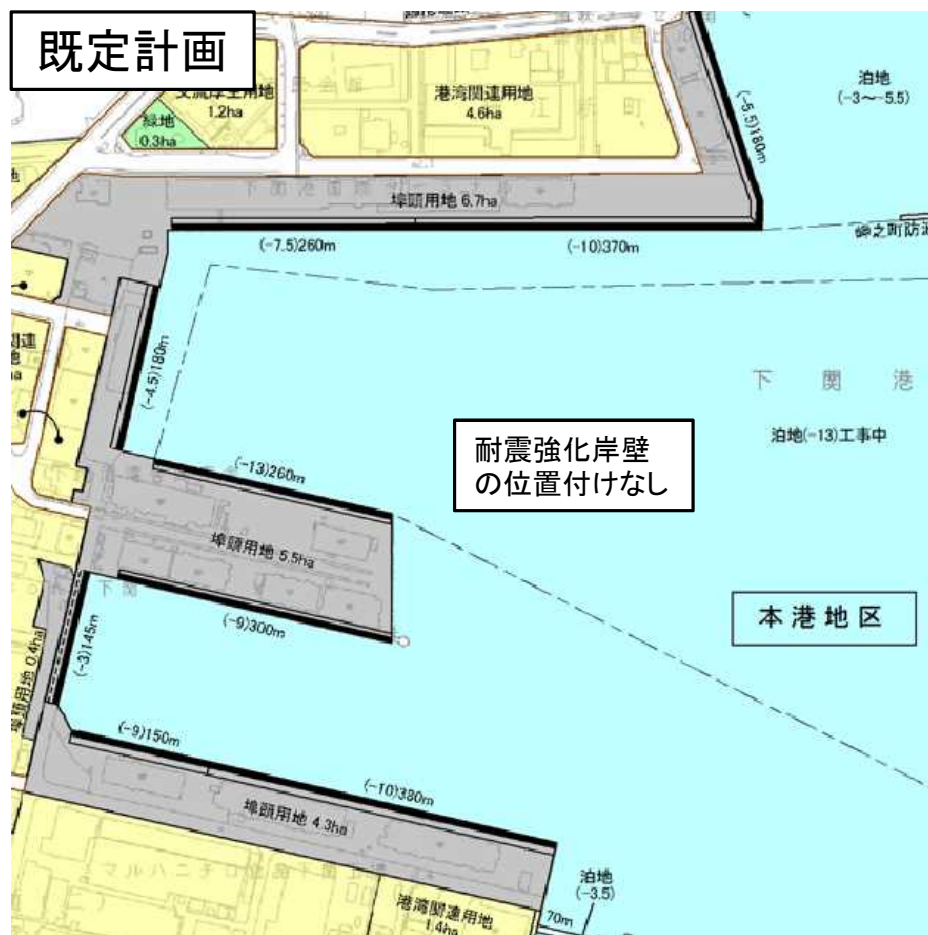 既定計画
交流厚生用地
1.2ha
緑地
0.3ha
港湾関連用地
4.6ha
泊地
(-3～-5.5)
(-5.5)180m
埠頭用地 6.7ha
(-7.5)260m
(-10)370m
(-4.5)180m
下 関 港
泊地(-13)工事中
耐震強化岸壁
の位置付けなし
(-13)260m
埠頭用地 5.5ha
(-9)300m
本港地区
(-3)145m
埠頭用地 0.4ha
(-9)150m
(-10)380m
埠頭用地 4.3ha
港湾関連用地
1.4ha
泊地
(-3.5)
70m